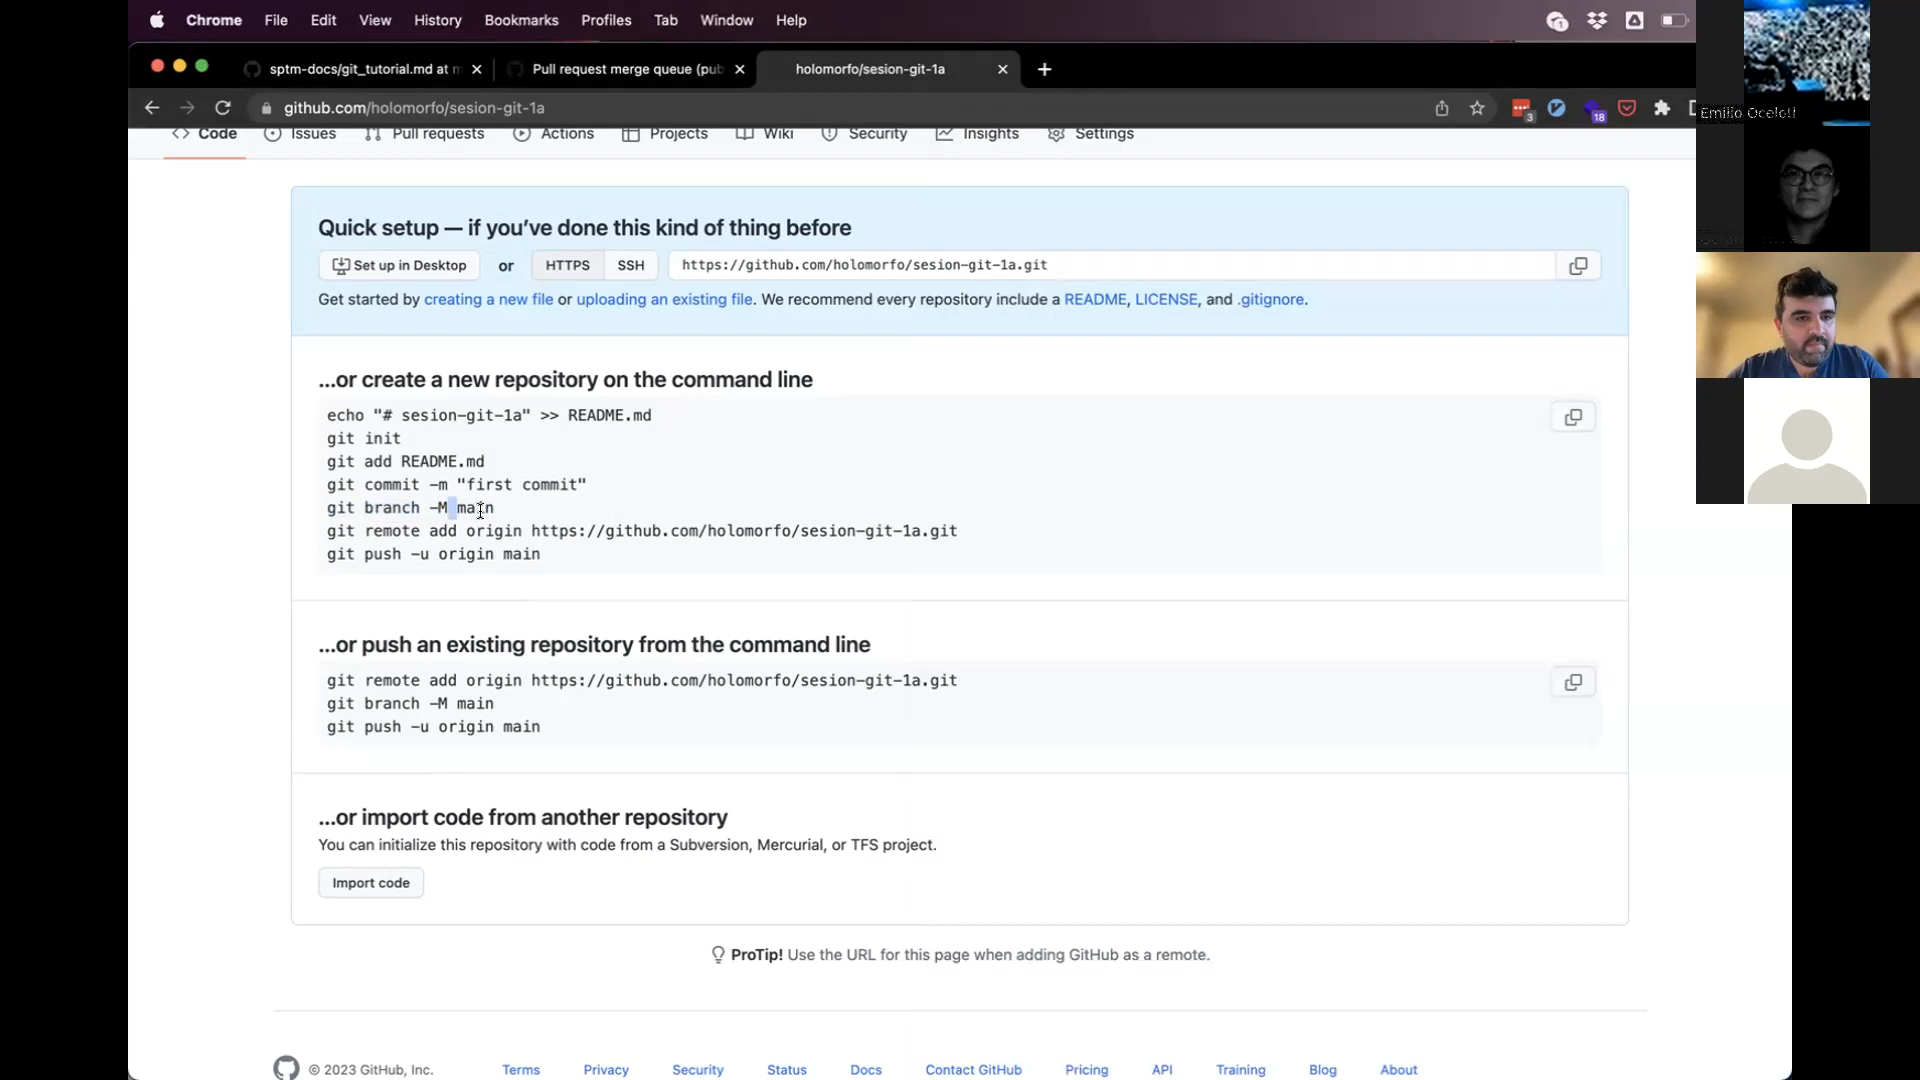 Chrome File Edit View History Bookmarks Profiles Tab Window Help
1
sptm-docs/git_tutorial.md at m
Pull request merge queue (pub
holomorfo/sesion-git-1a
github.com/holomorfo/sesion-git-1a
3
18
Emilio Ocelotl
<> Code Issues Pull requests Actions Projects Wiki Security Insights Settings
Quick setup — if you've done this kind of thing before
Set up in Desktop or HTTPS SSH https://github.com/holomorfo/sesion-git-1a.git
Get started by creating a new file or uploading an existing file. We recommend every repository include a README, LICENSE, and .gitignore.
...or create a new repository on the command line
echo "# sesion-git-1a" >> README.md
git init
git add README.md
git commit -m "first commit"
git branch -M main
git remote add origin https://github.com/holomorfo/sesion-git-1a.git
git push -u origin main
...or push an existing repository from the command line
git remote add origin https://github.com/holomorfo/sesion-git-1a.git
git branch -M main
git push -u origin main
...or import code from another repository
You can initialize this repository with code from a Subversion, Mercurial, or TFS project.
Import code
ProTip! Use the URL for this page when adding GitHub as a remote.
© 2023 GitHub, Inc. Terms Privacy Security Status Docs Contact GitHub Pricing API Training Blog About